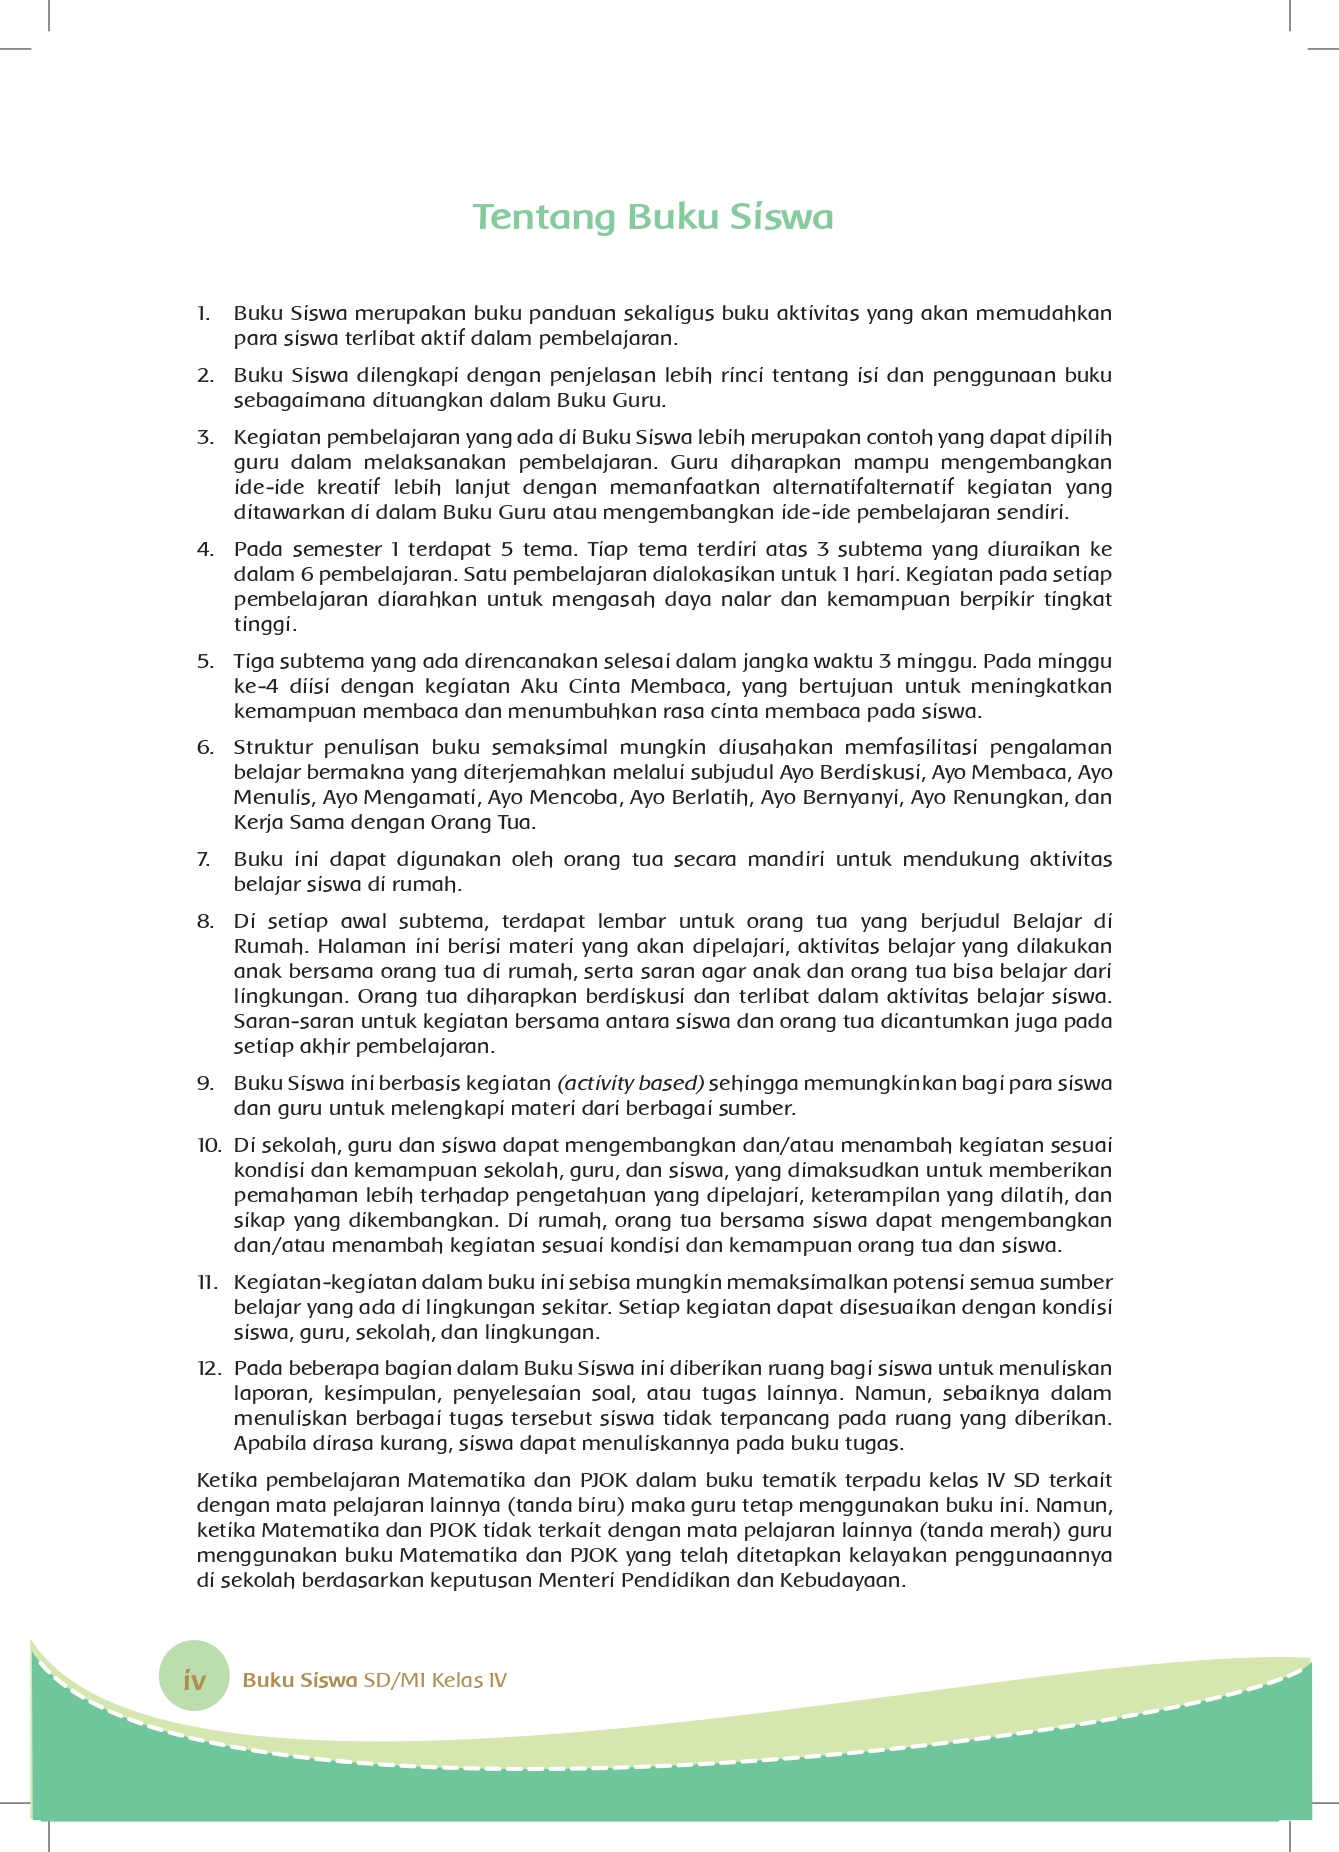 Tentang Buku Siswa
1. Buku Siswa merupakan buku panduan sekaligus buku aktivitas yang akan memudahkan
para siswa terlibat aktif dalam pembelajaran.
2. Buku Siswa dilengkapi dengan penjelasan lebih rinci tentang isi dan penggunaan buku
sebagaimana dituangkan dalam Buku Guru.
3. Kegiatan pembelajaran yang ada di Buku Siswa lebih merupakan contoh yang dapat dipilih
guru dalam melaksanakan pembelajaran. Guru diharapkan mampu mengembangkan
ide-ide kreatif lebih lanjut dengan memanfaatkan alternatifalternatif kegiatan yang
ditawarkan di dalam Buku Guru atau mengembangkan ide-ide pembelajaran sendiri.
4. Pada semester 1 terdapat 5 tema. Tiap tema terdiri atas 3 subtema yang diuraikan ke
dalam 6 pembelajaran. Satu pembelajaran dialokasikan untuk 1 hari. Kegiatan pada setiap
pembelajaran diarahkan untuk mengasah daya nalar dan kemampuan berpikir tingkat
tinggi.
5. Tiga subtema yang ada direncanakan selesai dalam jangka waktu 3 minggu. Pada minggu
ke-4 diisi dengan kegiatan Aku Cinta Membaca, yang bertujuan untuk meningkatkan
kemampuan membaca dan menumbuhkan rasa cinta membaca pada siswa.
6. Struktur penulisan buku semaksimal mungkin diusahakan memfasilitasi pengalaman
belajar bermakna yang diterjemahkan melalui subjudul Ayo Berdiskusi, Ayo Membaca, Ayo
Menulis, Ayo Mengamati, Ayo Mencoba, Ayo Berlatih, Ayo Bernyanyi, Ayo Renungkan, dan
Kerja Sama dengan Orang Tua.
7. Buku ini dapat digunakan oleh orang tua secara mandiri untuk mendukung aktivitas
belajar siswa di rumah.
8. Di setiap awal subtema, terdapat lembar untuk orang tua yang berjudul Belajar di
Rumah. Halaman ini berisi materi yang akan dipelajari, aktivitas belajar yang dilakukan
anak bersama orang tua di rumah, serta saran agar anak dan orang tua bisa belajar dari
lingkungan. Orang tua diharapkan berdiskusi dan terlibat dalam aktivitas belajar siswa.
Saran-saran untuk kegiatan bersama antara siswa dan orang tua dicantumkan juga pada
setiap akhir pembelajaran.
9. Buku Siswa ini berbasis kegiatan (activity based) sehingga memungkinkan bagi para siswa
dan guru untuk melengkapi materi dari berbagai sumber.
10. Di sekolah, guru dan siswa dapat mengembangkan dan/atau menambah kegiatan sesuai
kondisi dan kemampuan sekolah, guru, dan siswa, yang dimaksudkan untuk memberikan
pemahaman lebih terhadap pengetahuan yang dipelajari, keterampilan yang dilatih, dan
sikap yang dikembangkan. Di rumah, orang tua bersama siswa dapat mengembangkan
dan/atau menambah kegiatan sesuai kondisi dan kemampuan orang tua dan siswa.
11. Kegiatan-kegiatan dalam buku ini sebisa mungkin memaksimalkan potensi semua sumber
belajar yang ada di lingkungan sekitar. Setiap kegiatan dapat disesuaikan dengan kondisi
siswa, guru, sekolah, dan lingkungan.
12. Pada beberapa bagian dalam Buku Siswa ini diberikan ruang bagi siswa untuk menuliskan
laporan, kesimpulan, penyelesaian soal, atau tugas lainnya. Namun, sebaiknya dalam
menuliskan berbagai tugas tersebut siswa tidak terpancang pada ruang yang diberikan.
Apabila dirasa kurang, siswa dapat menuliskannya pada buku tugas.
Ketika pembelajaran Matematika dan PJOK dalam buku tematik terpadu kelas IV SD terkait
dengan mata pelajaran lainnya (tanda biru) maka guru tetap menggunakan buku ini. Namun,
ketika Matematika dan PJOK tidak terkait dengan mata pelajaran lainnya (tanda merah) guru
menggunakan buku Matematika dan PJOK yang telah ditetapkan kelayakan penggunaannya
di sekolah berdasarkan keputusan Menteri Pendidikan dan Kebudayaan.
iv Buku Siswa SD/MI Kelas IV